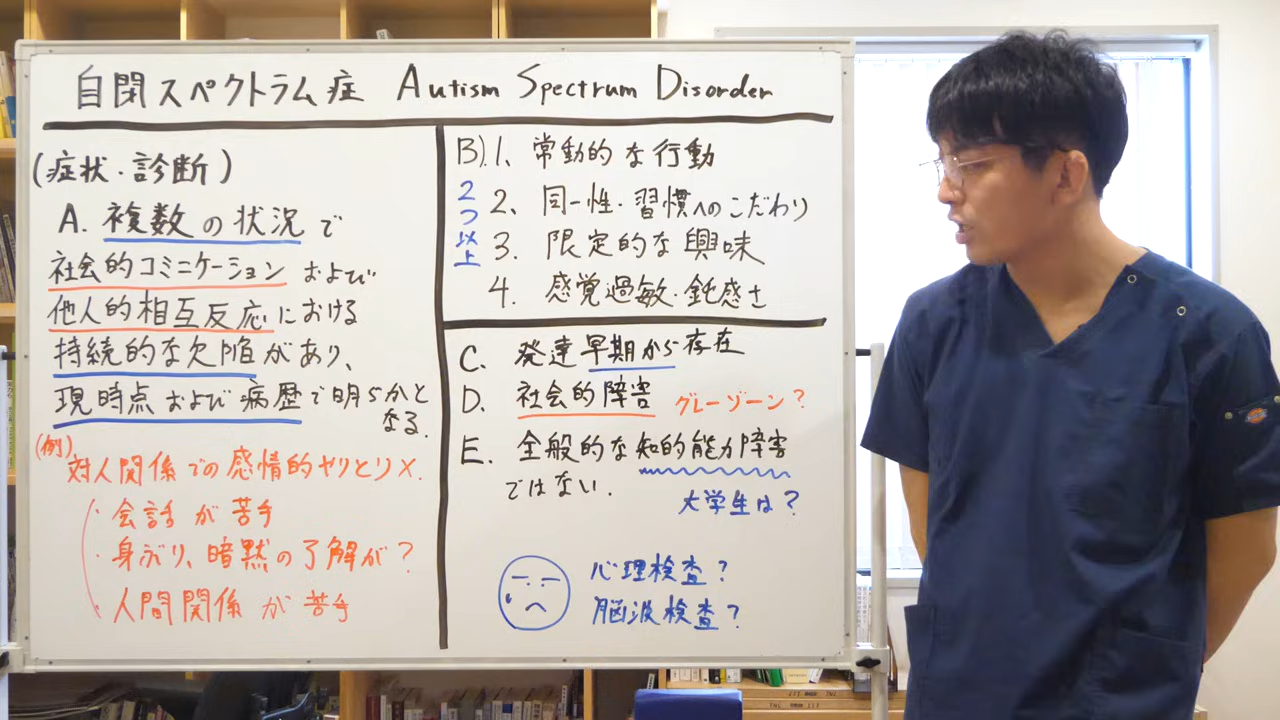 自閉スペクトラム症 Autism Spectrum Disorder
(症状・診断)
A. 複数の状況で
社会的コミニケーション および
他人的相互反応における
持続的な欠陥があり、
現時点および病歴で明らかと
なる.
(例)
対人関係での感情的ヤリとり×.
・会話が苦手
・身ぶり、暗黙の了解が?
・人間関係が苦手
B). 1、常動的な行動
2つ以上
2、同一性・習慣へのこだわり
3. 限定的な興味
4. 感覚過敏・鈍感さ
C. 発達早期から存在
D. 社会的障害 グレーゾーン?
E. 全般的な知的能力障害
ではない.
大学生は?
心理検査?
脳波検査?